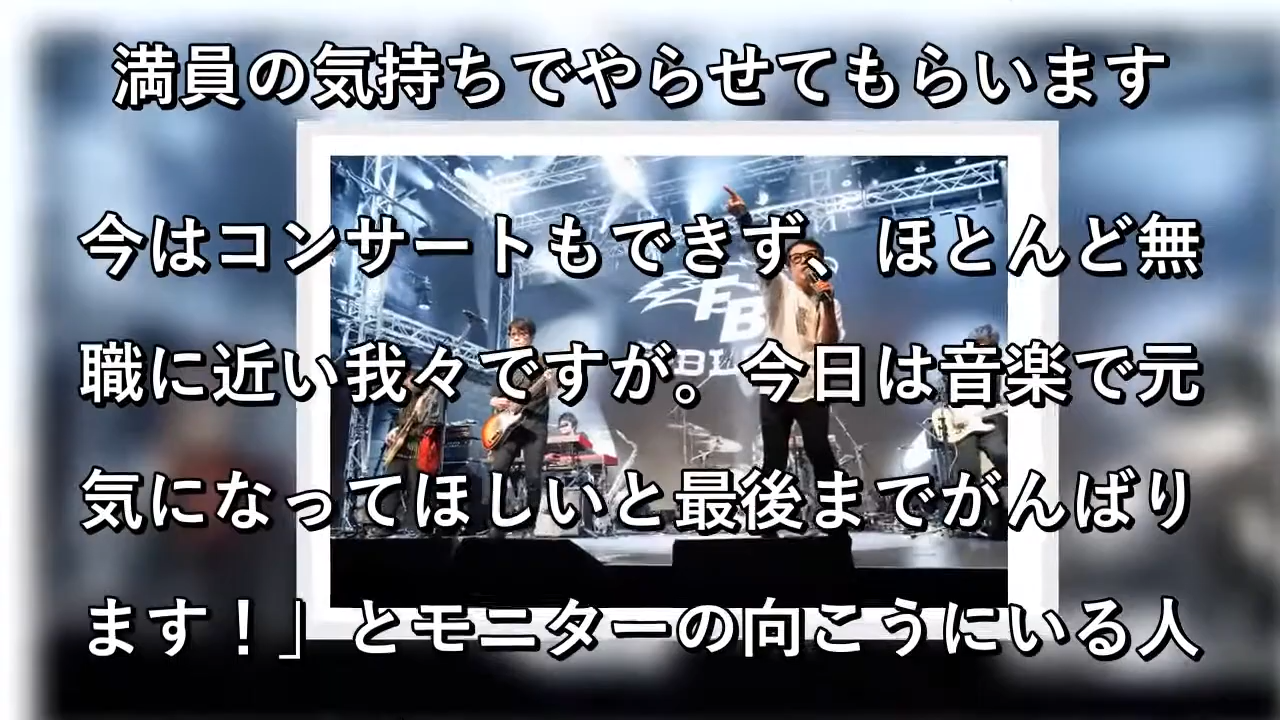 満員の気持ちでやらせてもらいます
今はコンサートもできず、ほとんど無
職に近い我々ですが。今日は音楽で元
気になってほしいと最後までがんばり
ます！」とモニターの向こうにいる人
FB